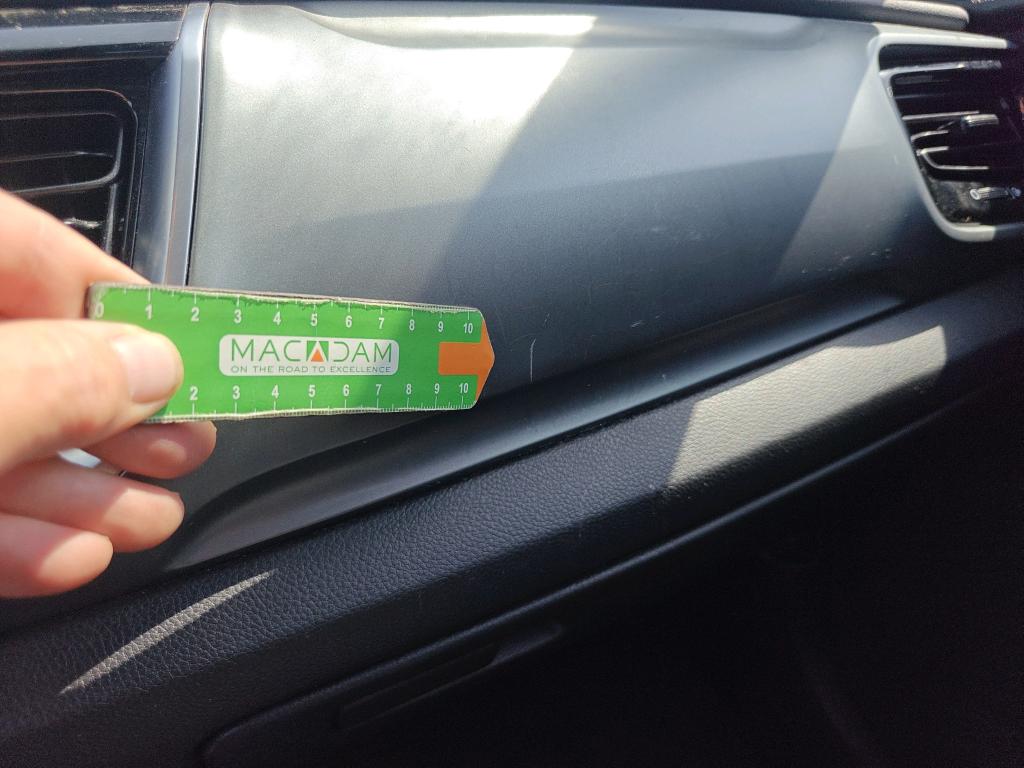 0 1 2 3 4 5 6 7 8 9 10
MACADAM
ON THE ROAD TO EXCELLENCE
2 3 4 5 6 7 8 9 10